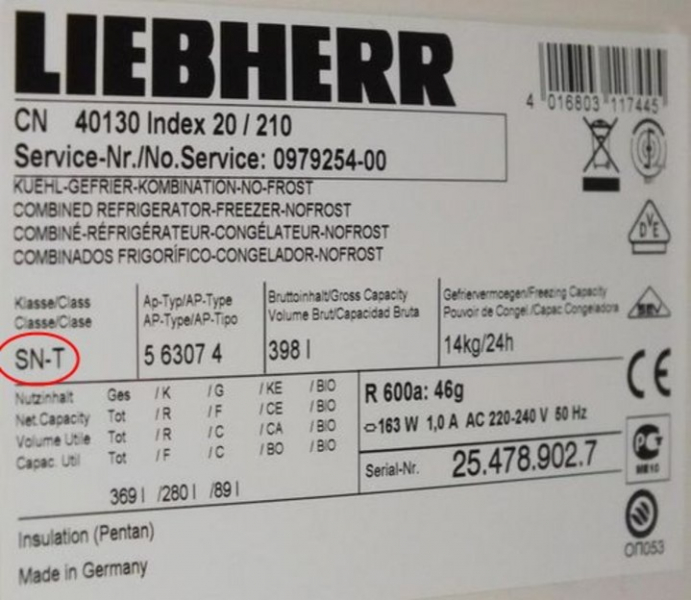 LIEBHERR
4 016803 117445
CN 40130 Index 20 / 210
Service-Nr./No.Service: 0979254-00
KUEHL-GEFRIER-KOMBINATION-NO-FROST
COMBINED REFRIGERATOR-FREEZER-NOFROST
COMBINÉ-RÉFRIGÉRATEUR-CONGÉLATEUR-NOFROST
COMBINADOS FRIGORÍFICO-CONGELADOR-NOFROST
DVE
Klasse/Class
Classe/Clase
SN-T
Ap-Typ/AP-Type
AP-Type/AP-Tipo
5 6307 4
Bruttoinhalt/Gross Capacity
Volume Brut/Capacidad Bruta
398 l
Gefriervermoegen/Freezing Capacity
Pouvoir de Congel./Capac Congeladora
14kg/24h
SEV
Nutzinhalt Ges /K /G /KE /BIO
Net.Capacity Tot /R /F /CE /BIO
Volume Utile Tot /R /C /CA /BIO
Capac. Util Tot /F /C /BO /BIO
369 l /280 l /89 l
R 600a: 46g
163 W 1,0 A AC 220-240 V 50 Hz
Serial-Nr. 25.478.902.7
CE
ME10
ОП053
Insulation (Pentan)
Made in Germany